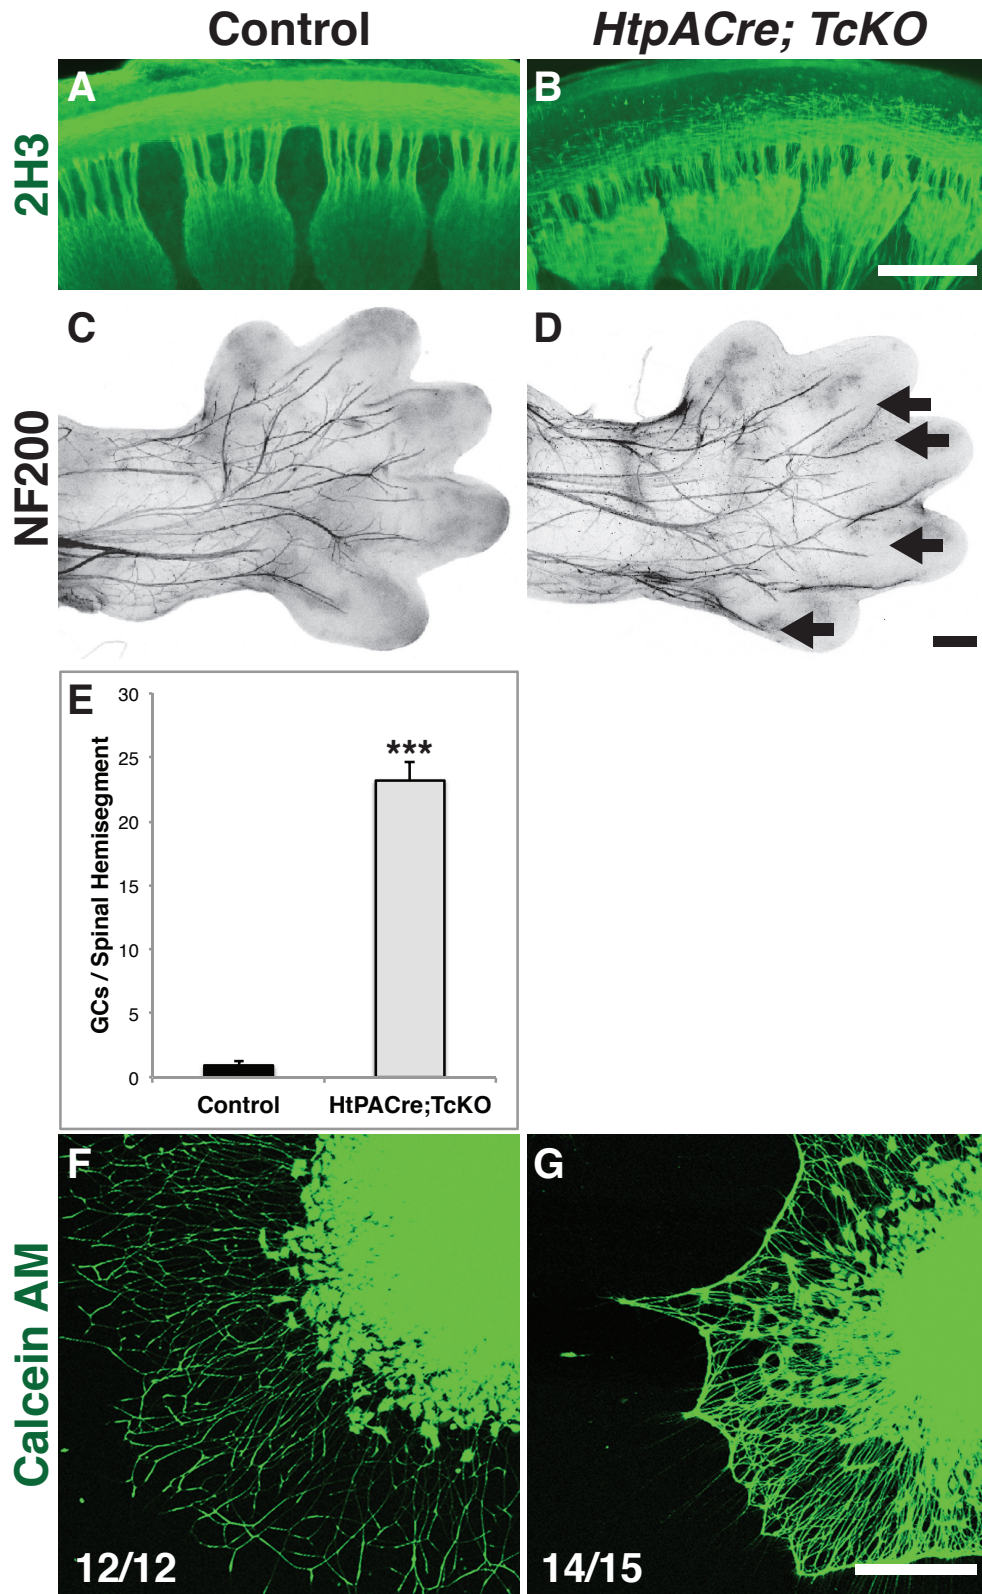 Control
HtpACre; TcKO
2H3
A
B
NF200
C
D
E
30
25
20
15
10
5
0
GCs / Spinal Hemisegment
***
Control
HtPACre;TcKO
Calcein AM
F
G
12/12
14/15